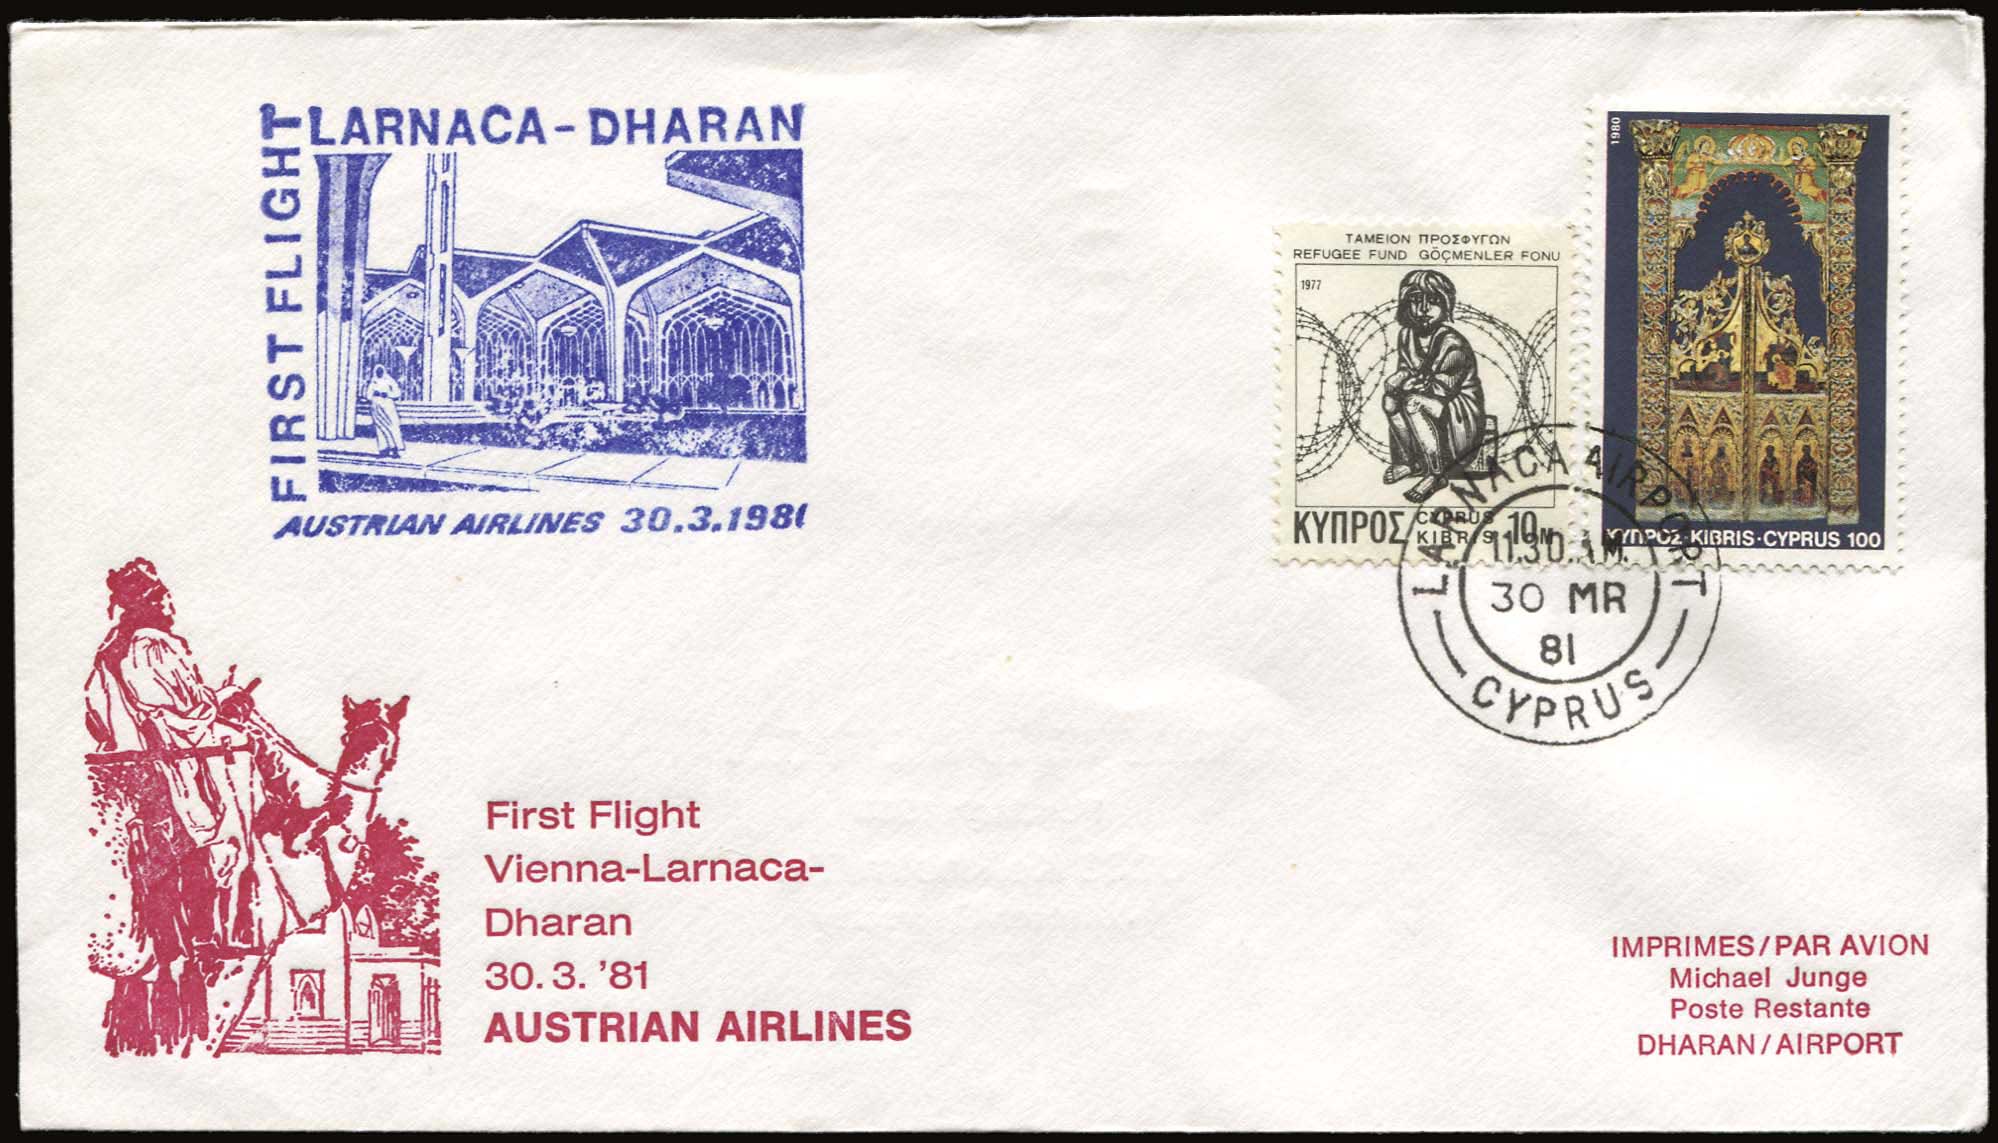 FIRST FLIGHT
LARNACA - DHARAN
AUSTRIAN AIRLINES 30.3.1981
ΤΑΜΕΙΟΝ ΠΡΟΣΦΥΓΩΝ
REFUGEE FUND GÖÇMENLER FONU
1977
ΚΥΠΡΟΣ CYPRUS KIBRIS 10 M
1980
ΚΥΠΡΟΣ·KIBRIS·CYPRUS 100
LARNACA AIRPORT
11.30 AM.
30 MR
81
CYPRUS
First Flight
Vienna-Larnaca-
Dharan
30. 3. '81
AUSTRIAN AIRLINES
IMPRIMES/PAR AVION
Michael Junge
Poste Restante
DHARAN/AIRPORT